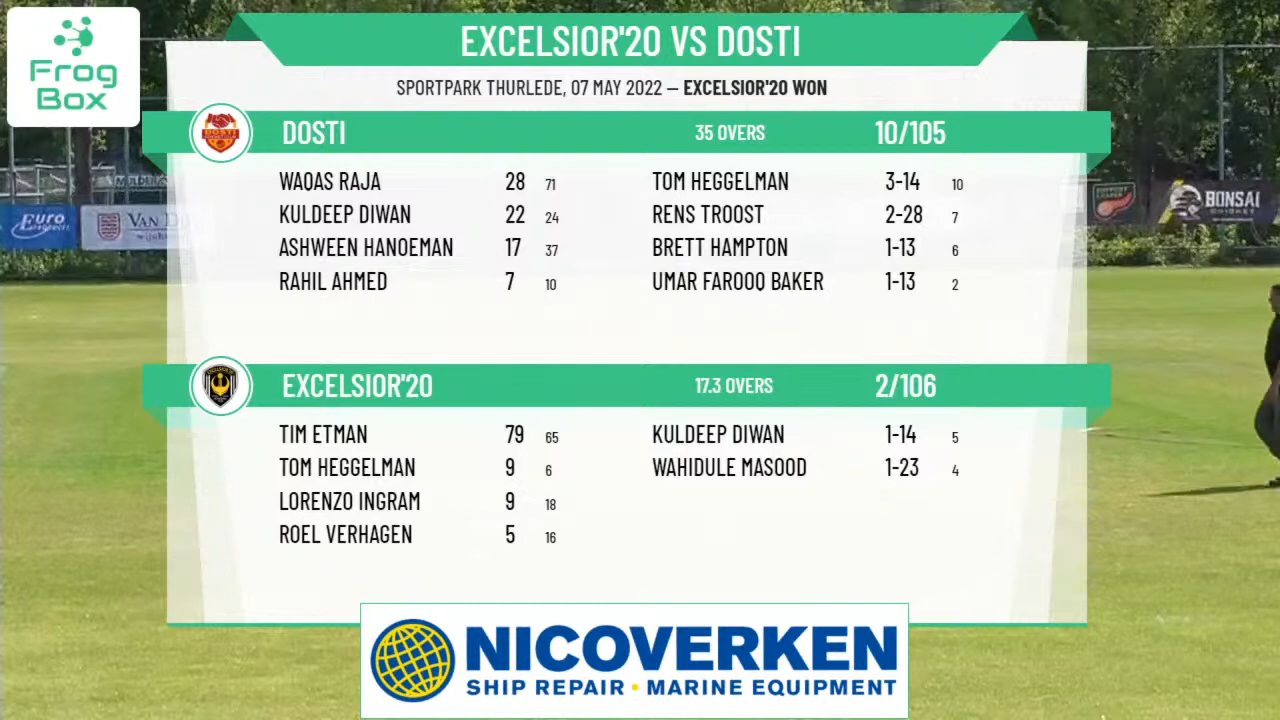 Frog
Box
EXCELSIOR'20 VS DOSTI
SPORTPARK THURLEDE, 07 MAY 2022 – EXCELSIOR'20 WON
DOSTI 35 OVERS 10/105
WAQAS RAJA 28 71 TOM HEGGELMAN 3-14 10
KULDEEP DIWAN 22 24 RENS TROOST 2-28 7
ASHWEEN HANOEMAN 17 37 BRETT HAMPTON 1-13 6
RAHIL AHMED 7 10 UMAR FAROOQ BAKER 1-13 2
EURO
VAN D
BONSAI
CRICKET
EXCELSIOR'20 17.3 OVERS 2/106
TIM ETMAN 79 65 KULDEEP DIWAN 1-14 5
TOM HEGGELMAN 9 6 WAHIDULE MASOOD 1-23 4
LORENZO INGRAM 9 18
ROEL VERHAGEN 5 16
NICOVERKEN
SHIP REPAIR • MARINE EQUIPMENT